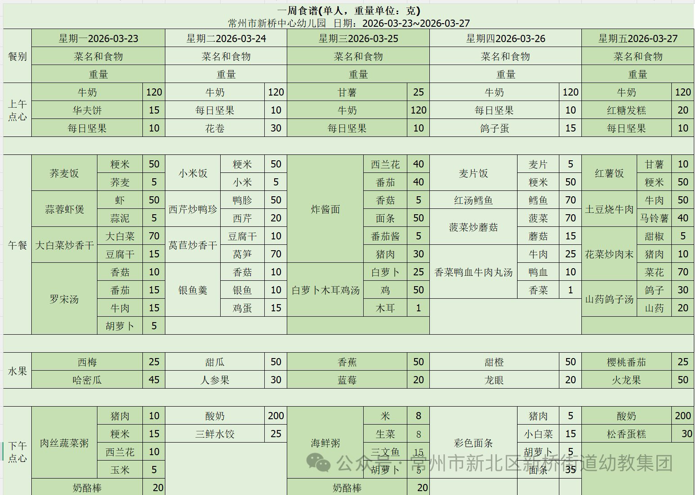 一周食谱(单人，重量单位：克)
常州市新桥中心幼儿园 日期：2026-03-23~2026-03-27
餐别 星期一2026-03-23 星期二2026-03-24 星期三2026-03-25 星期四2026-03-26 星期五2026-03-27
菜名和食物 菜名和食物 菜名和食物 菜名和食物 菜名和食物
重量 重量 重量 重量 重量
上午点心 牛奶 120 牛奶 120 甘薯 25 牛奶 120 牛奶 120
华夫饼 15 每日坚果 10 牛奶 120 每日坚果 10 红糖发糕 20
每日坚果 10 花卷 30 每日坚果 10 鸽子蛋 15 每日坚果 10
午餐 荞麦饭 粳米 50 小米饭 粳米 50 炸酱面 西兰花 40 麦片饭 麦片 5 红薯饭 甘薯 10
荞麦 5 小米 5 番茄 40 粳米 50 粳米 50
蒜蓉虾煲 虾 50 西芹炒鸭珍 鸭胗 50 香菇 5 红汤鳕鱼 鳕鱼 70 土豆烧牛肉 牛肉 50
蒜泥 5 西芹 20 面条 50 菠菜炒蘑菇 菠菜 70 马铃薯 40
大白菜炒香干 大白菜 70 莴苣炒香干 豆腐干 10 番茄酱 5 蘑菇 15 花菜炒肉末 甜椒 5
豆腐干 15 莴笋 70 猪肉 30 香菜鸭血牛肉丸汤 牛肉 25 猪肉 10
罗宋汤 香菇 10 银鱼羹 香菇 10 白萝卜木耳鸡汤 白萝卜 25 鸭血 10 菜花 70
番茄 15 银鱼 10 鸡 50 香菜 1 山药鸽子汤 鸽子 30
牛肉 15 鸡蛋 15 木耳 1 山药 20
胡萝卜 5
水果 西梅 25 甜瓜 50 香蕉 50 甜橙 50 樱桃番茄 25
哈密瓜 45 人参果 30 蓝莓 20 龙眼 20 火龙果 50
下午点心 肉丝蔬菜粥 猪肉 10 酸奶 200 海鲜粥 米 8 彩色面条 猪肉 5 酸奶 200
粳米 15 三鲜水饺 25 生菜 8 小白菜 15 松香蛋糕 30
西兰花 10 三文鱼 15 胡萝卜 5
玉米 5 胡萝卜 5 面条 35
奶酪棒 20 奶酪棒 20
公众号·常州市新北区新桥街道幼教集团